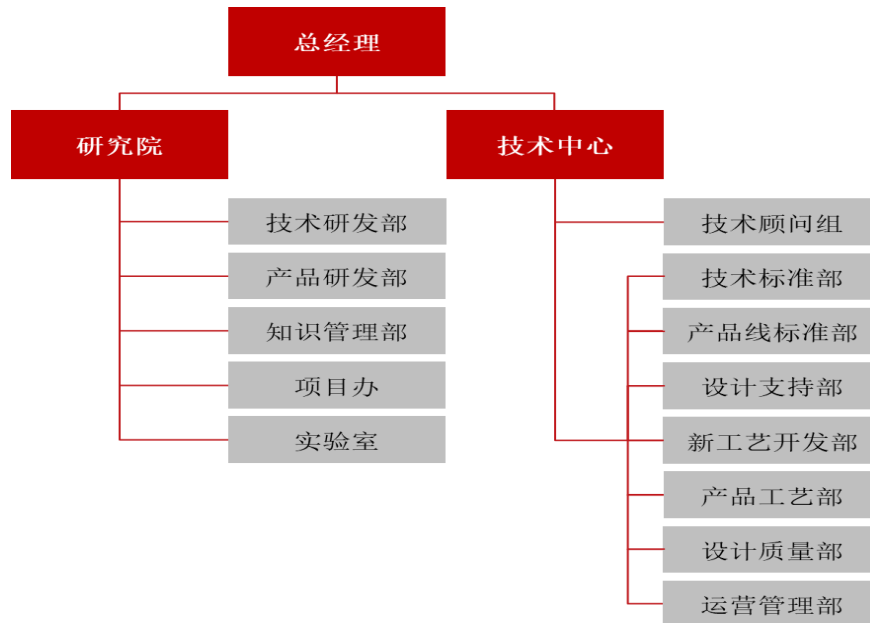 总经理
研究院
技术中心
技术研发部
产品研发部
知识管理部
项目办
实验室
技术顾问组
技术标准部
产品线标准部
设计支持部
新工艺开发部
产品工艺部
设计质量部
运营管理部